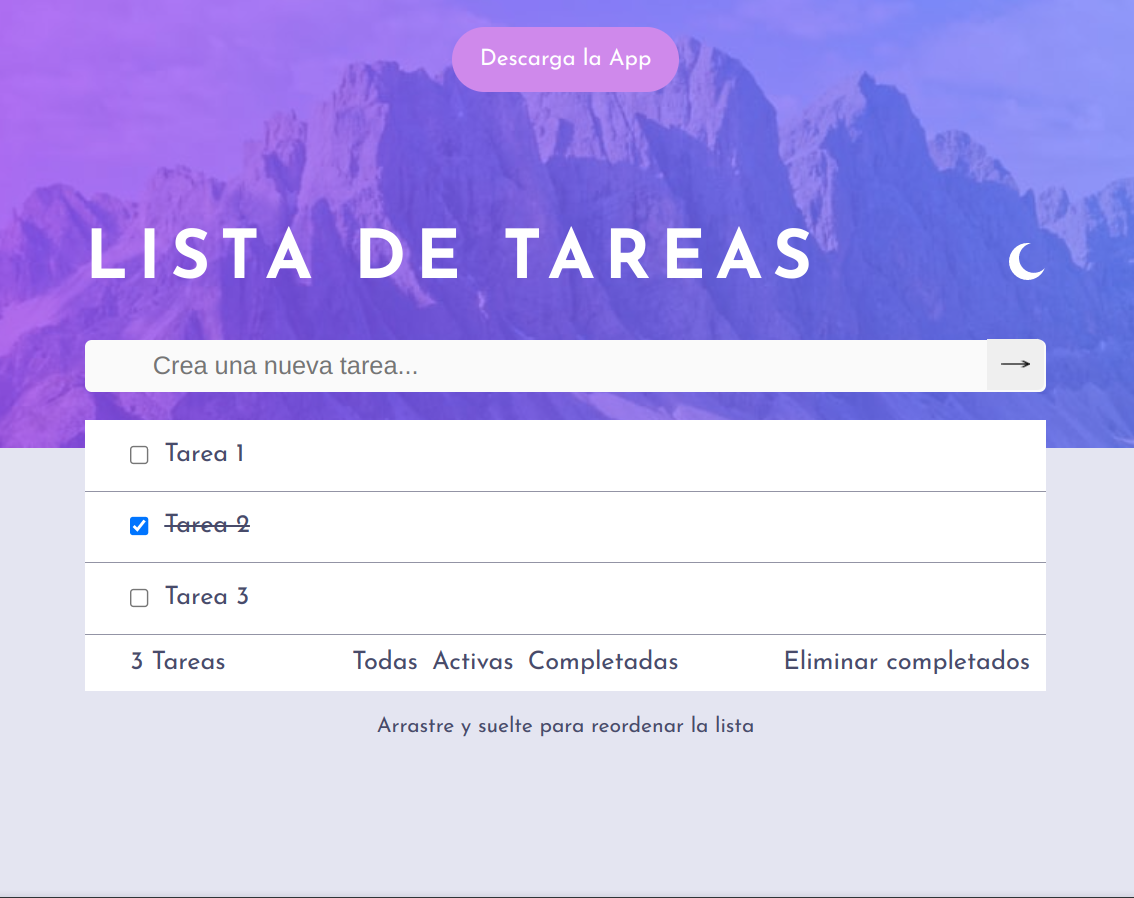 Descarga la App
LISTA DE TAREAS
Crea una nueva tarea...
Tarea 1
Tarea 2
Tarea 3
3 Tareas Todas Activas Completadas Eliminar completados
Arrastre y suelte para reordenar la lista